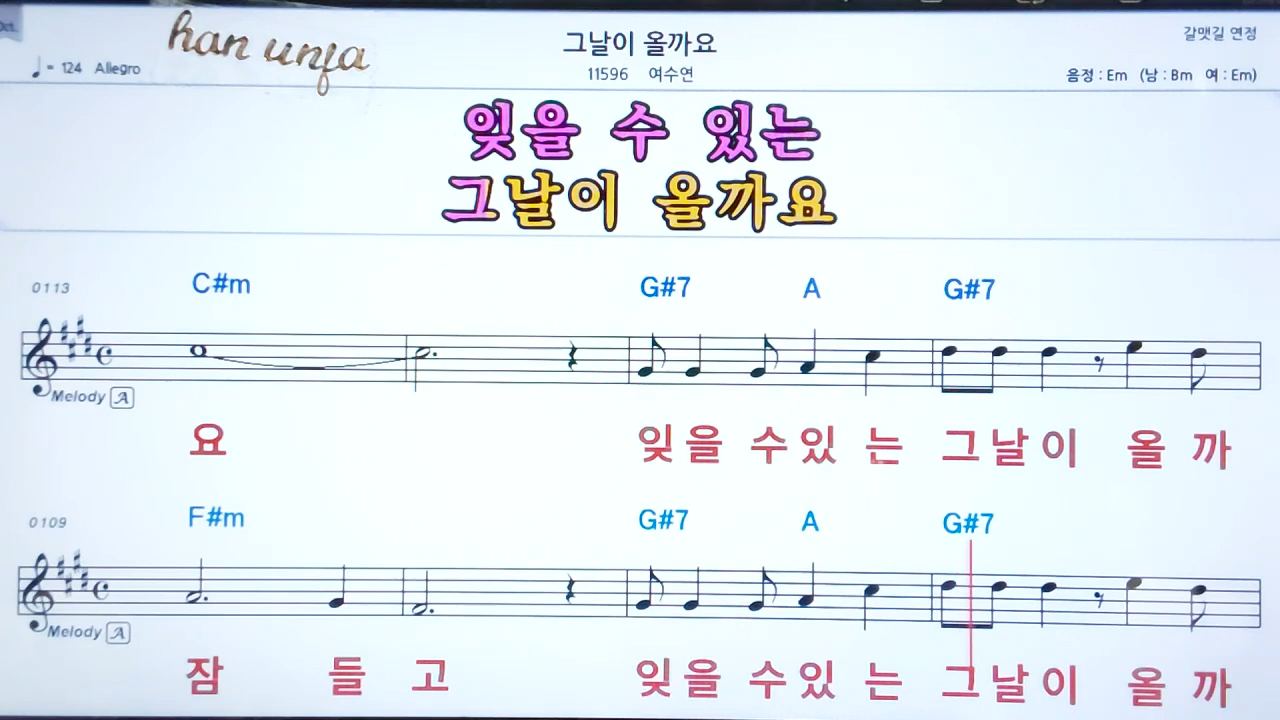 Oct.
han unja
그날이 올까요
갈맷길 연정
♩= 124 Allegro
11596 여수연
음정 : Em (남 : Bm 여 : Em)
잊을 수 있는
그날이 올까요
0113
C#m G#7 A G#7
Melody A
요 잊을 수있는 그날이 올까
0109
F#m G#7 A G#7
Melody A
잠들고 잊을 수있는 그날이 올까